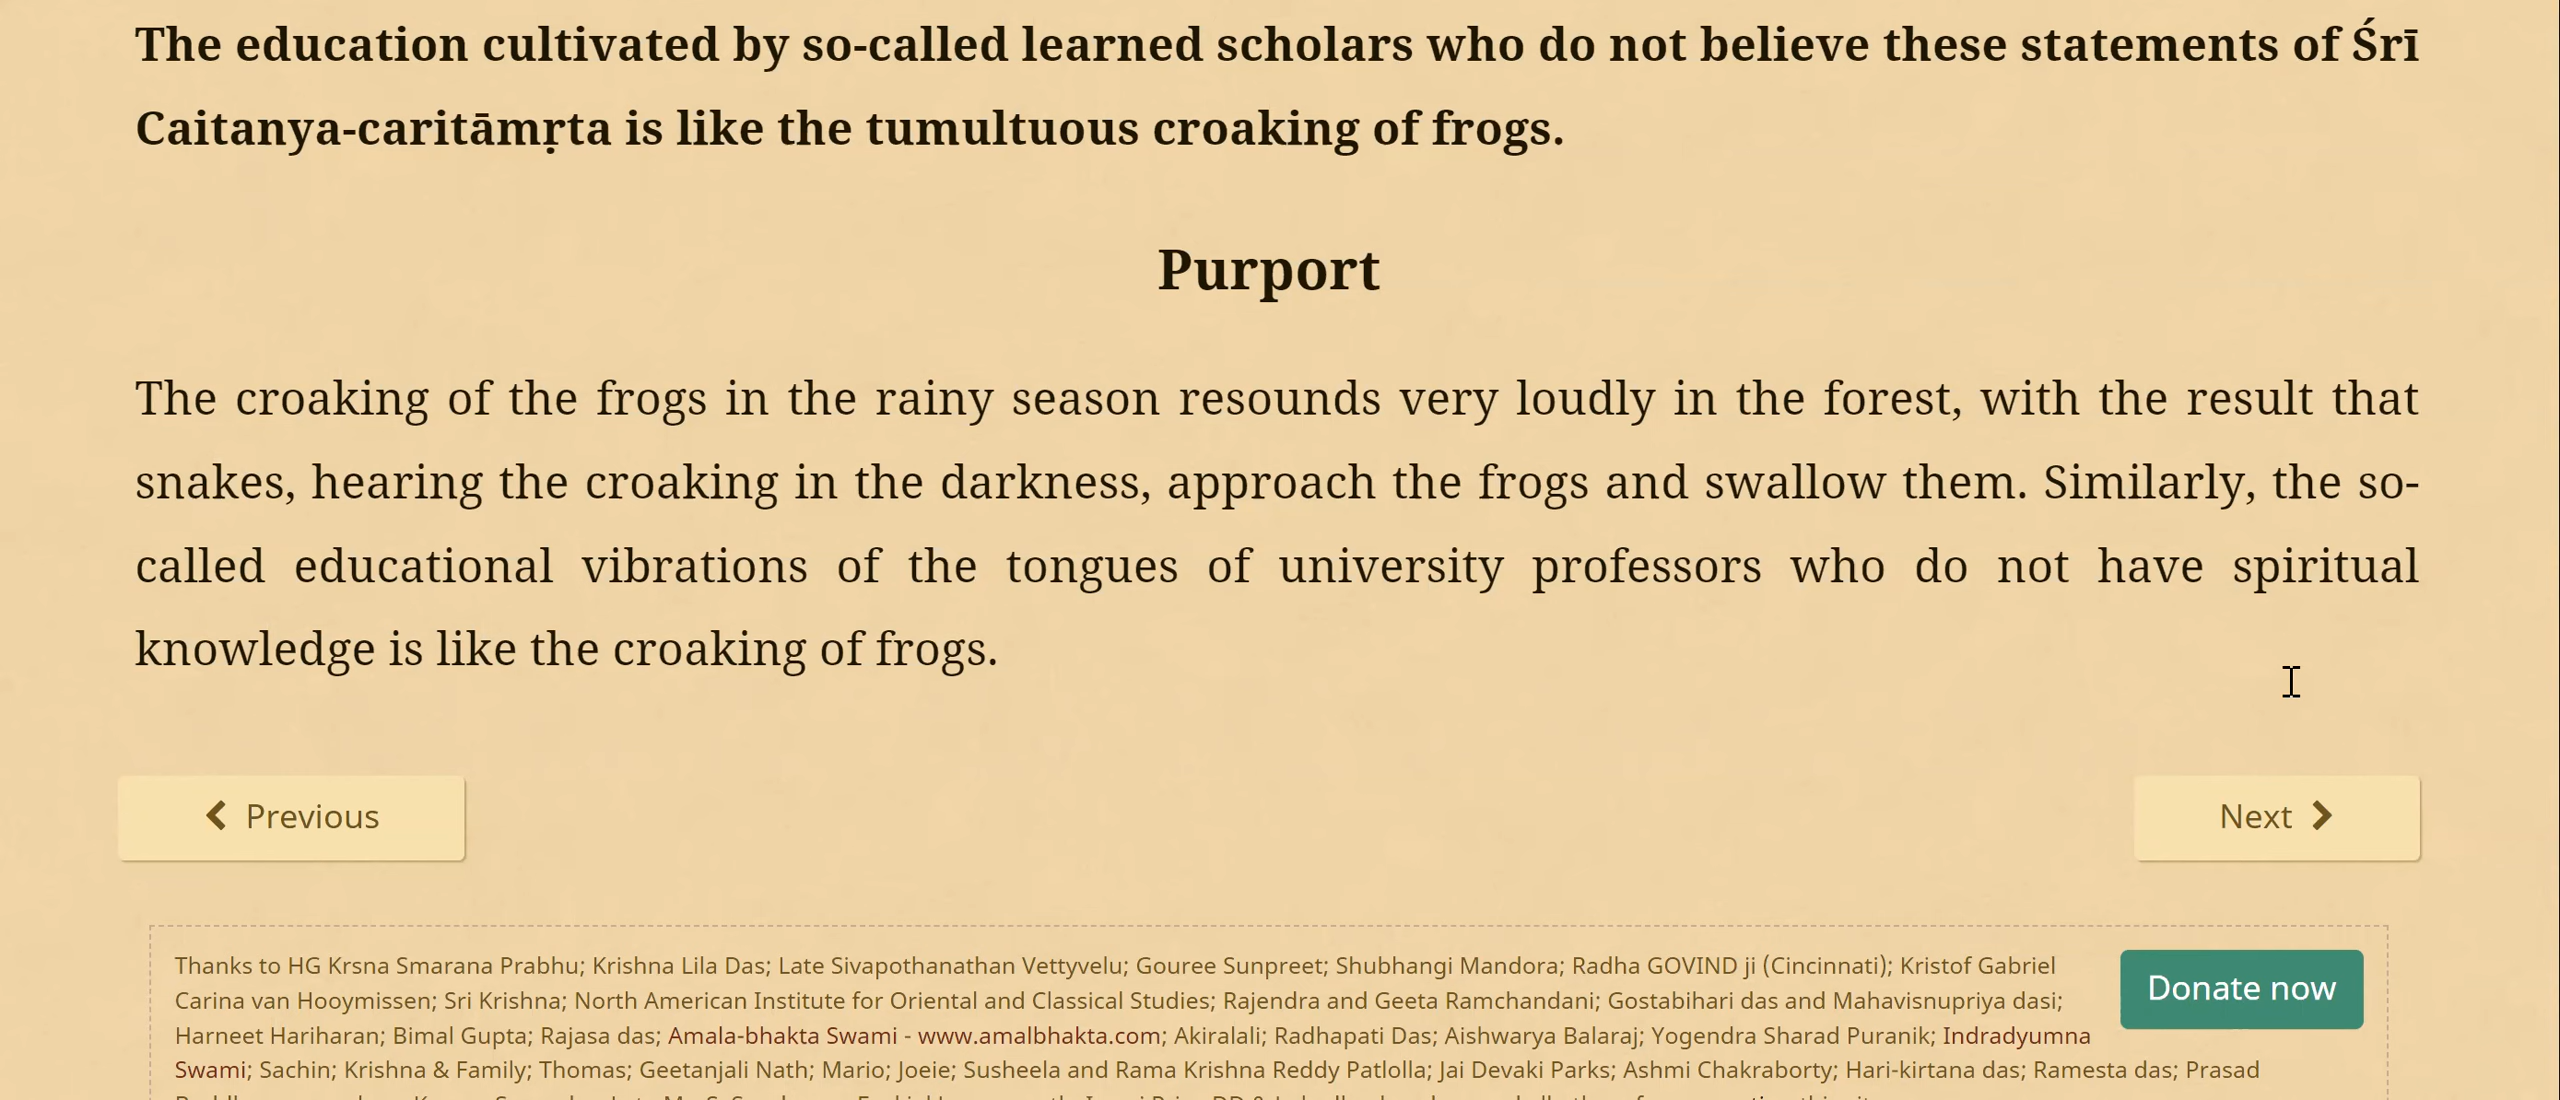 The education cultivated by so-called learned scholars who do not believe these statements of Śrī
Caitanya-caritāmṛta is like the tumultuous croaking of frogs.
Purport
The croaking of the frogs in the rainy season resounds very loudly in the forest, with the result that
snakes, hearing the croaking in the darkness, approach the frogs and swallow them. Similarly, the so-
called educational vibrations of the tongues of university professors who do not have spiritual
knowledge is like the croaking of frogs.
Previous
Next
Thanks to HG Krsna Smarana Prabhu; Krishna Lila Das; Late Sivapothanathan Vettyvelu; Gouree Sunpreet; Shubhangi Mandora; Radha GOVIND ji (Cincinnati); Kristof Gabriel
Carina van Hooymissen; Sri Krishna; North American Institute for Oriental and Classical Studies; Rajendra and Geeta Ramchandani; Gostabihari das and Mahavisnupriya dasi;
Harneet Hariharan; Bimal Gupta; Rajasa das; Amala-bhakta Swami - www.amalbhakta.com; Akiralali; Radhapati Das; Aishwarya Balaraj; Yogendra Sharad Puranik; Indradyumna
Swami; Sachin; Krishna & Family; Thomas; Geetanjali Nath; Mario; Joeie; Susheela and Rama Krishna Reddy Patlolla; Jai Devaki Parks; Ashmi Chakraborty; Hari-kirtana das; Ramesta das; Prasad
Donate now